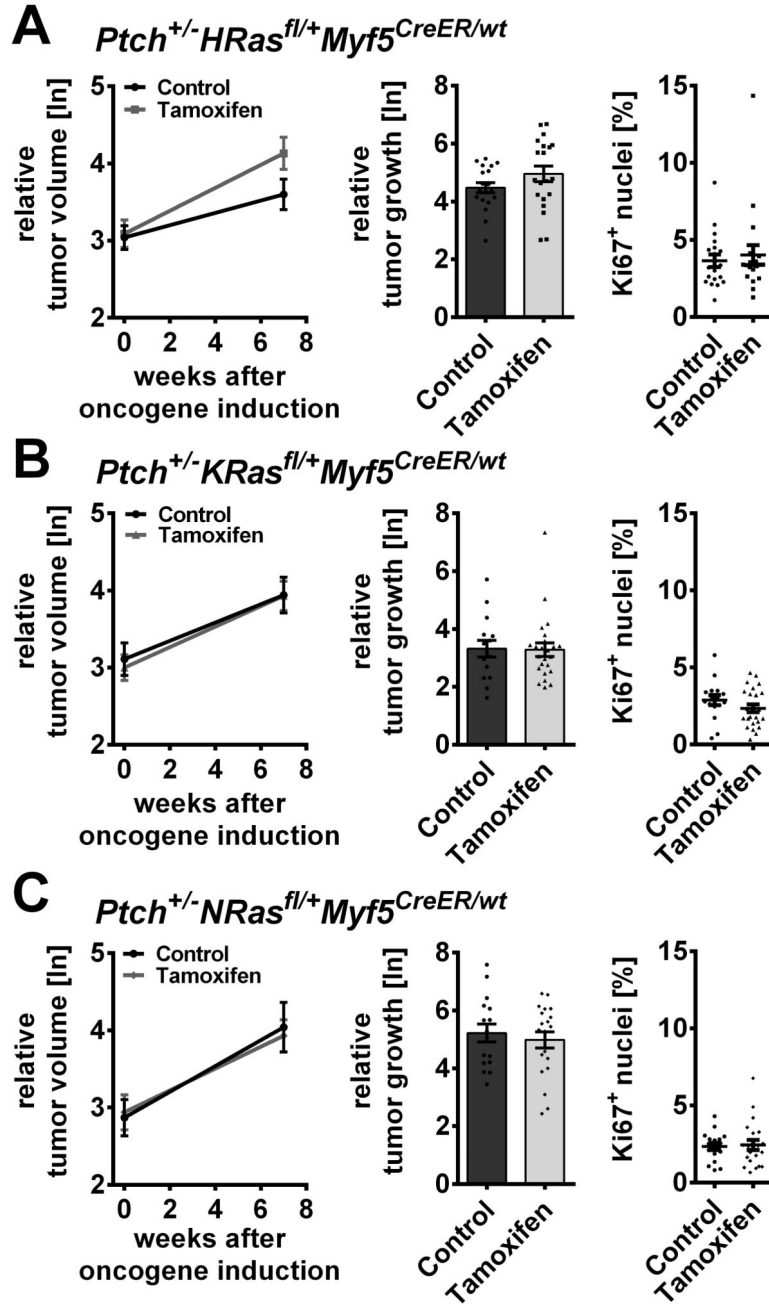 A
Ptch+/-HRasfl/+Myf5CreER/wt
relative
tumor volume [ln]
5
4
3
2
Control
Tamoxifen
0 2 4 6 8
weeks after
oncogene induction
relative
tumor growth [ln]
8
6
4
2
0
Control
Tamoxifen
Ki67+ nuclei [%]
15
10
5
0
Control
Tamoxifen
B
Ptch+/-KRasfl/+Myf5CreER/wt
relative
tumor volume [ln]
5
4
3
2
Control
Tamoxifen
0 2 4 6 8
weeks after
oncogene induction
relative
tumor growth [ln]
8
6
4
2
0
Control
Tamoxifen
Ki67+ nuclei [%]
15
10
5
0
Control
Tamoxifen
C
Ptch+/-NRasfl/+Myf5CreER/wt
relative
tumor volume [ln]
5
4
3
2
Control
Tamoxifen
0 2 4 6 8
weeks after
oncogene induction
relative
tumor growth [ln]
8
6
4
2
0
Control
Tamoxifen
Ki67+ nuclei [%]
15
10
5
0
Control
Tamoxifen